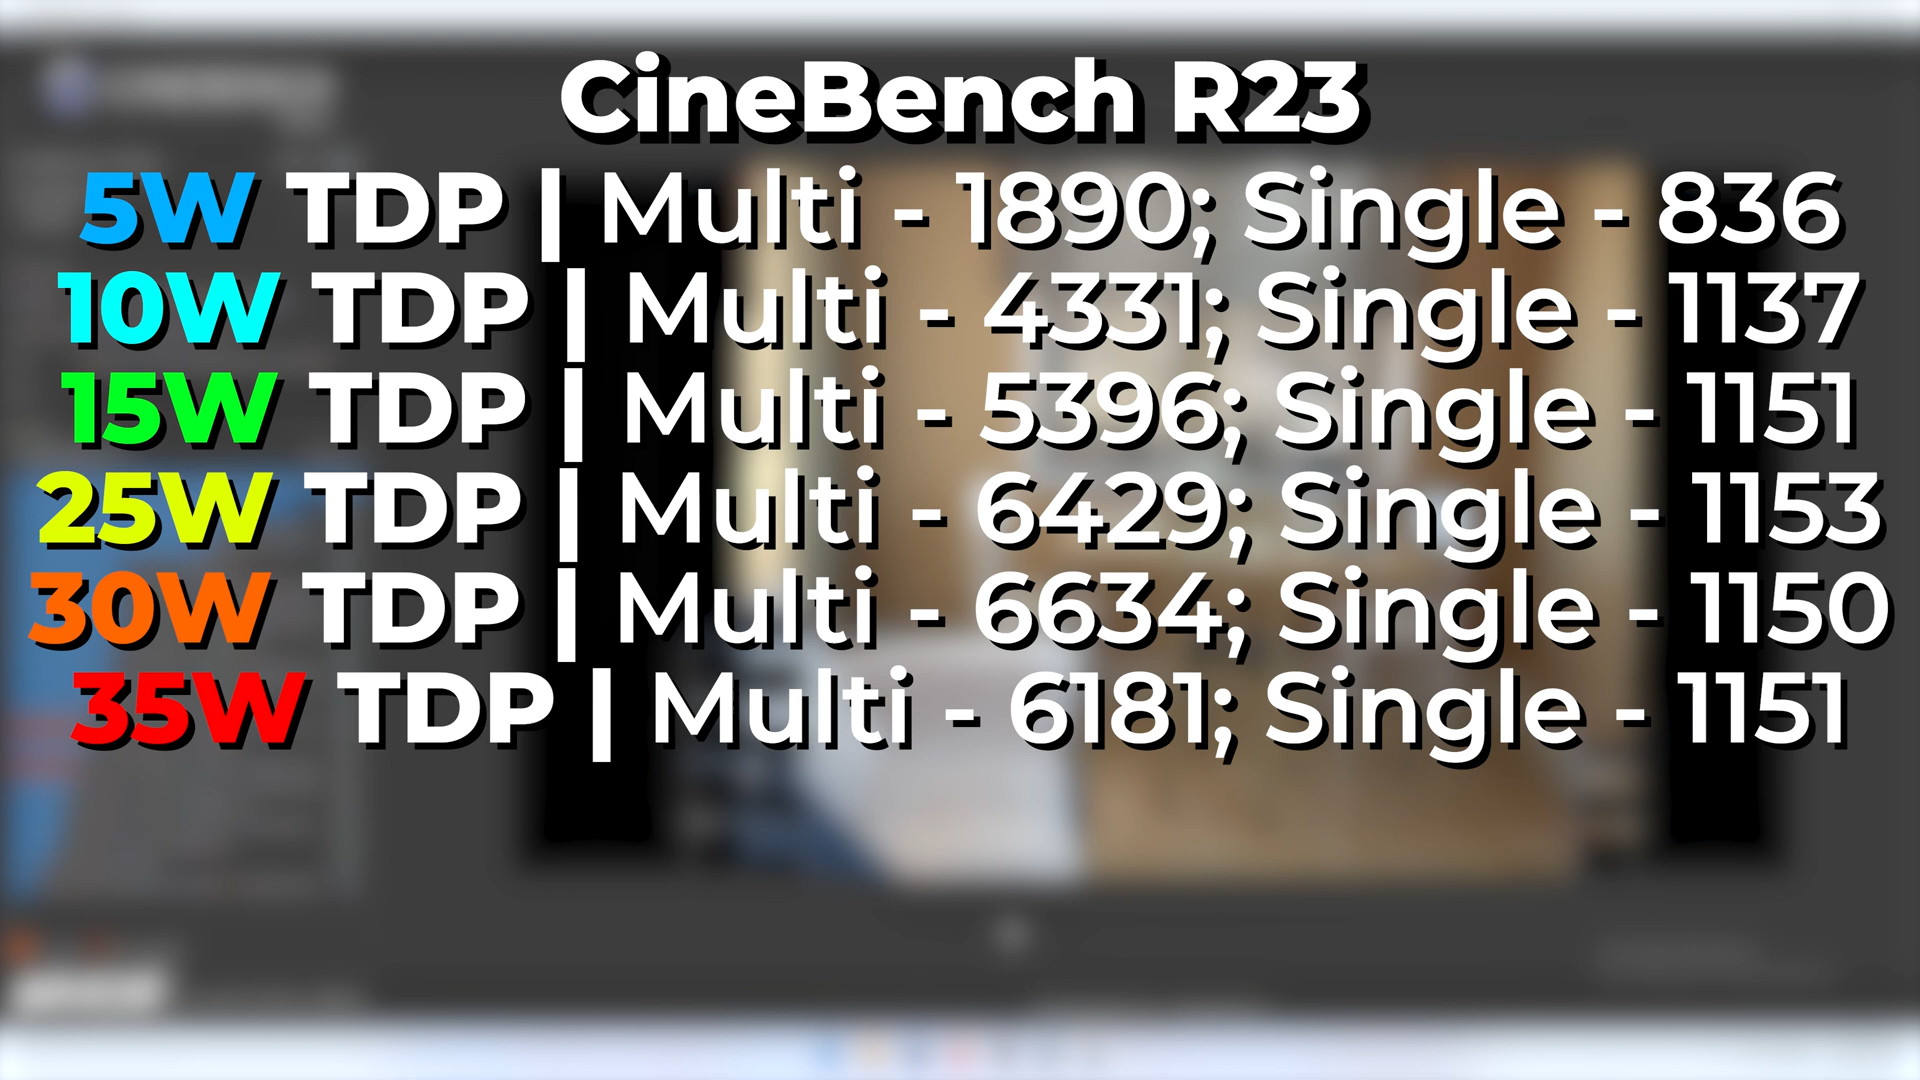 CineBench R23
5W TDP | Multi - 1890; Single - 836
10W TDP | Multi - 4331; Single - 1137
15W TDP | Multi - 5396; Single - 1151
25W TDP | Multi - 6429; Single - 1153
30W TDP | Multi - 6634; Single - 1150
35W TDP | Multi - 6181; Single - 1151